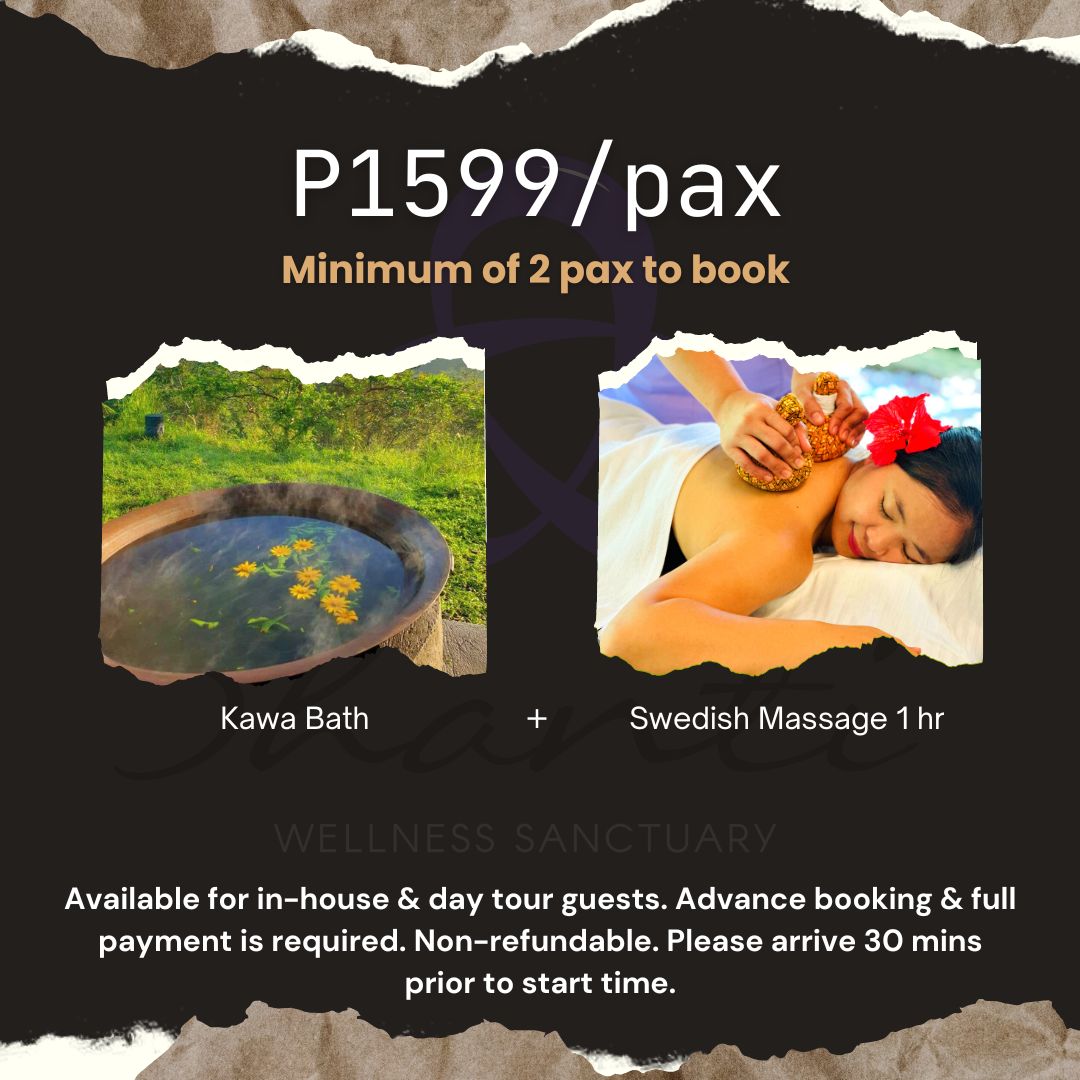 P1599/pax
Minimum of 2 pax to book
Kawa Bath + Swedish Massage 1 hr
Shanti
WELLNESS SANCTUARY
Available for in-house & day tour guests. Advance booking & full
payment is required. Non-refundable. Please arrive 30 mins
prior to start time.